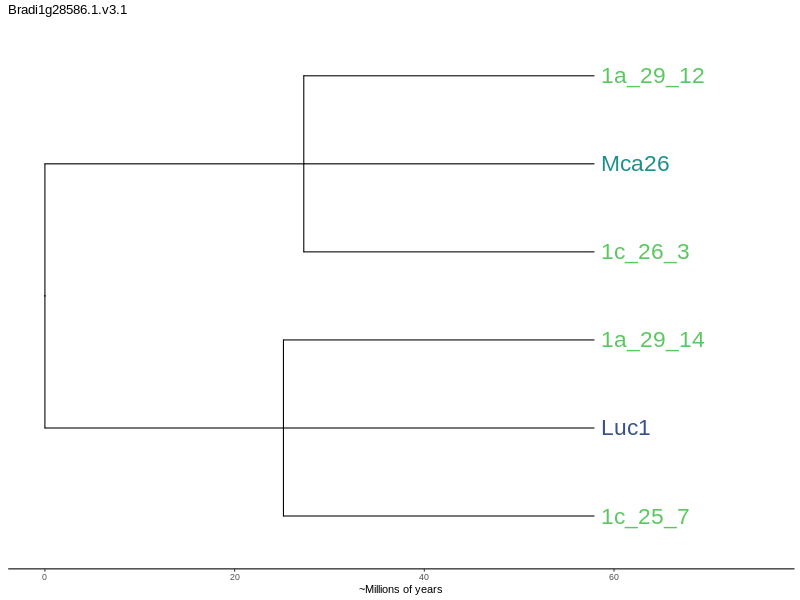 Bradi1g28586.1.v3.1
1a_29_12
Mca26
1c_26_3
1a_29_14
Luc1
1c_25_7
0 20 40 60
~Millions of years